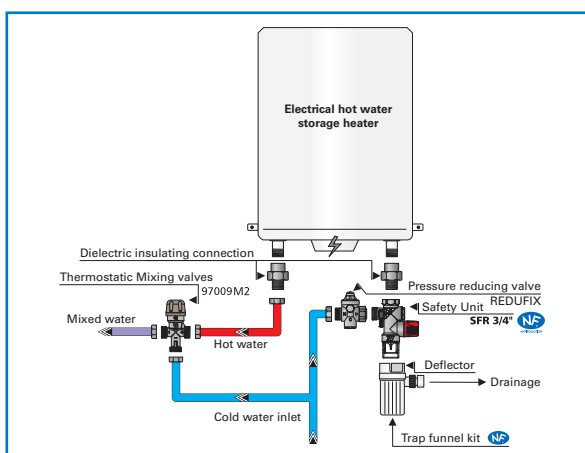 Electrical hot water
storage heater
Dielectric insulating connection
Thermostatic Mixing valves
97009M2
Pressure reducing valve
REDUFIX
Safety Unit
SFR 3/4"
NF
Mixed water
Hot water
Deflector
Drainage
Cold water inlet
Trap funnel kit
NF